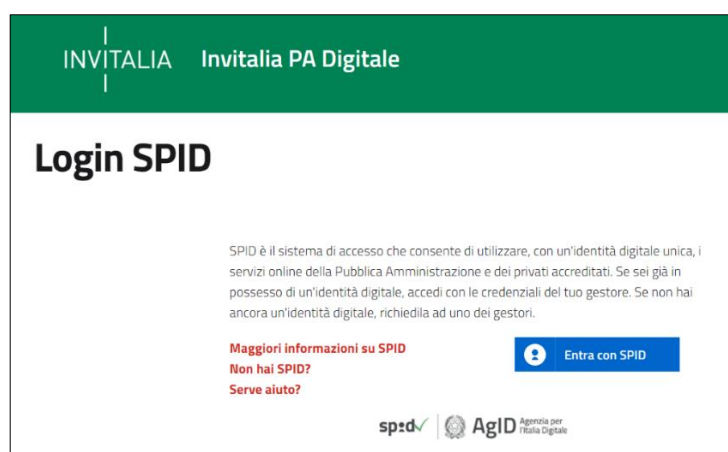 INVITALIA Invitalia PA Digitale
Login SPID
SPID è il sistema di accesso che consente di utilizzare, con un'identità digitale unica, i
servizi online della Pubblica Amministrazione e dei privati accreditati. Se sei già in
possesso di un'identità digitale, accedi con le credenziali del tuo gestore. Se non hai
ancora un'identità digitale, richiedila ad uno dei gestori.
Maggiori informazioni su SPID
Non hai SPID?
Serve aiuto?
Entra con SPID
spid AgID Agenzia per
l'Italia Digitale